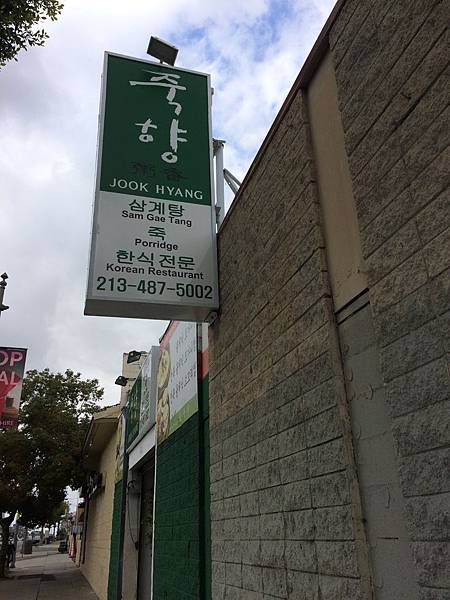 죽향
粥香
JOOK HYANG
삼계탕
Sam Gae Tang
죽
Porridge
한식전문
Korean Restaurant
213-487-5002
OP